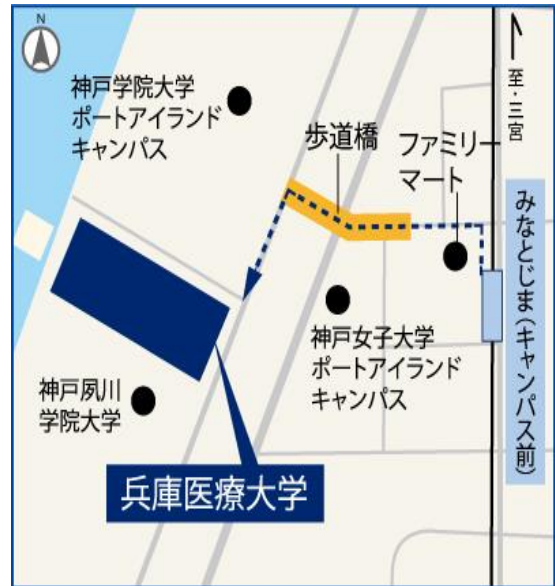 N
神戸学院大学
ポートアイランド
キャンパス
歩道橋
ファミリー
マート
至・三宮
みなとじま(キャンパス前)
神戸女子大学
ポートアイランド
キャンパス
神戸夙川
学院大学
兵庫医療大学